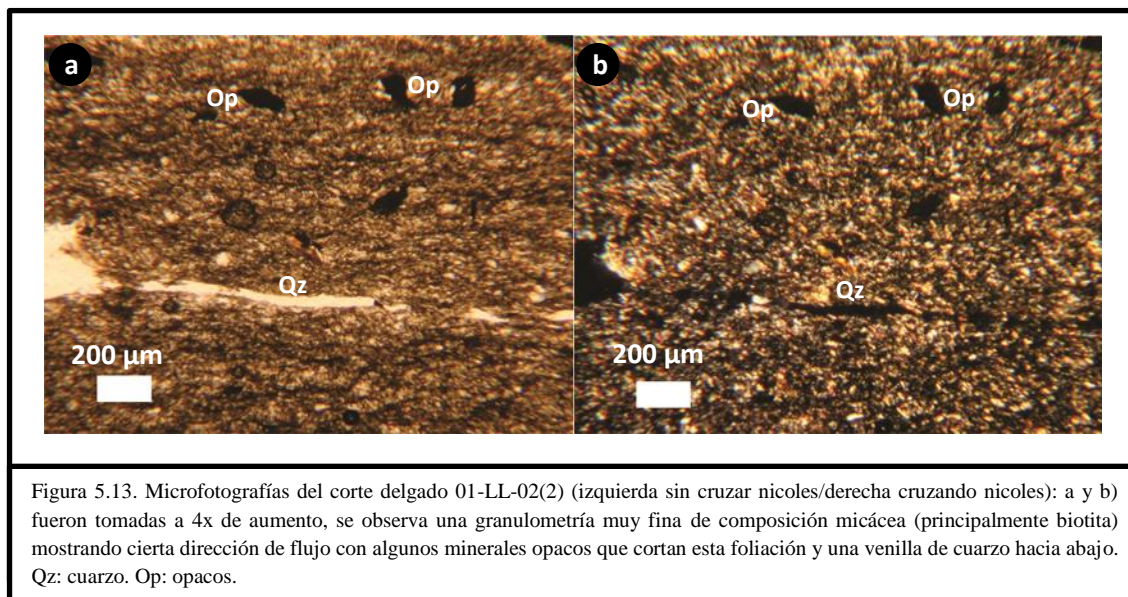 a
b
Op
Op
Op
Op
Qz
Qz
200 µm
200 µm
Figura 5.13. Microfotografías del corte delgado 01-LL-02(2) (izquierda sin cruzar nicoles/derecha cruzando nicoles): a y b)
fueron tomadas a 4x de aumento, se observa una granulometría muy fina de composición micácea (principalmente biotita)
mostrando cierta dirección de flujo con algunos minerales opacos que cortan esta foliación y una venilla de cuarzo hacia abajo.
Qz: cuarzo. Op: opacos.